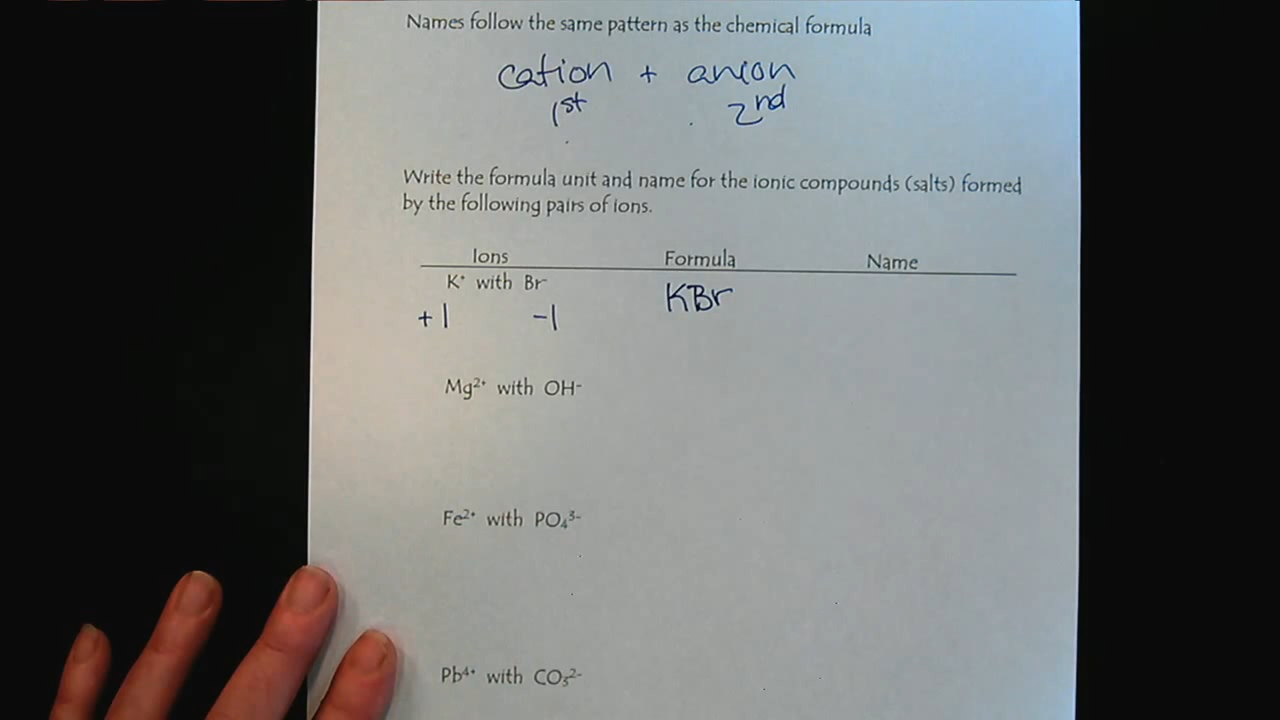 Names follow the same pattern as the chemical formula
cation + anion
1st 2nd
Write the formula unit and name for the ionic compounds (salts) formed
by the following pairs of ions.
Ions Formula Name
K⁺ with Br⁻ KBr
+1 -1
Mg²⁺ with OH⁻
Fe²⁺ with PO₄³⁻
Pb⁴⁺ with CO₃²⁻